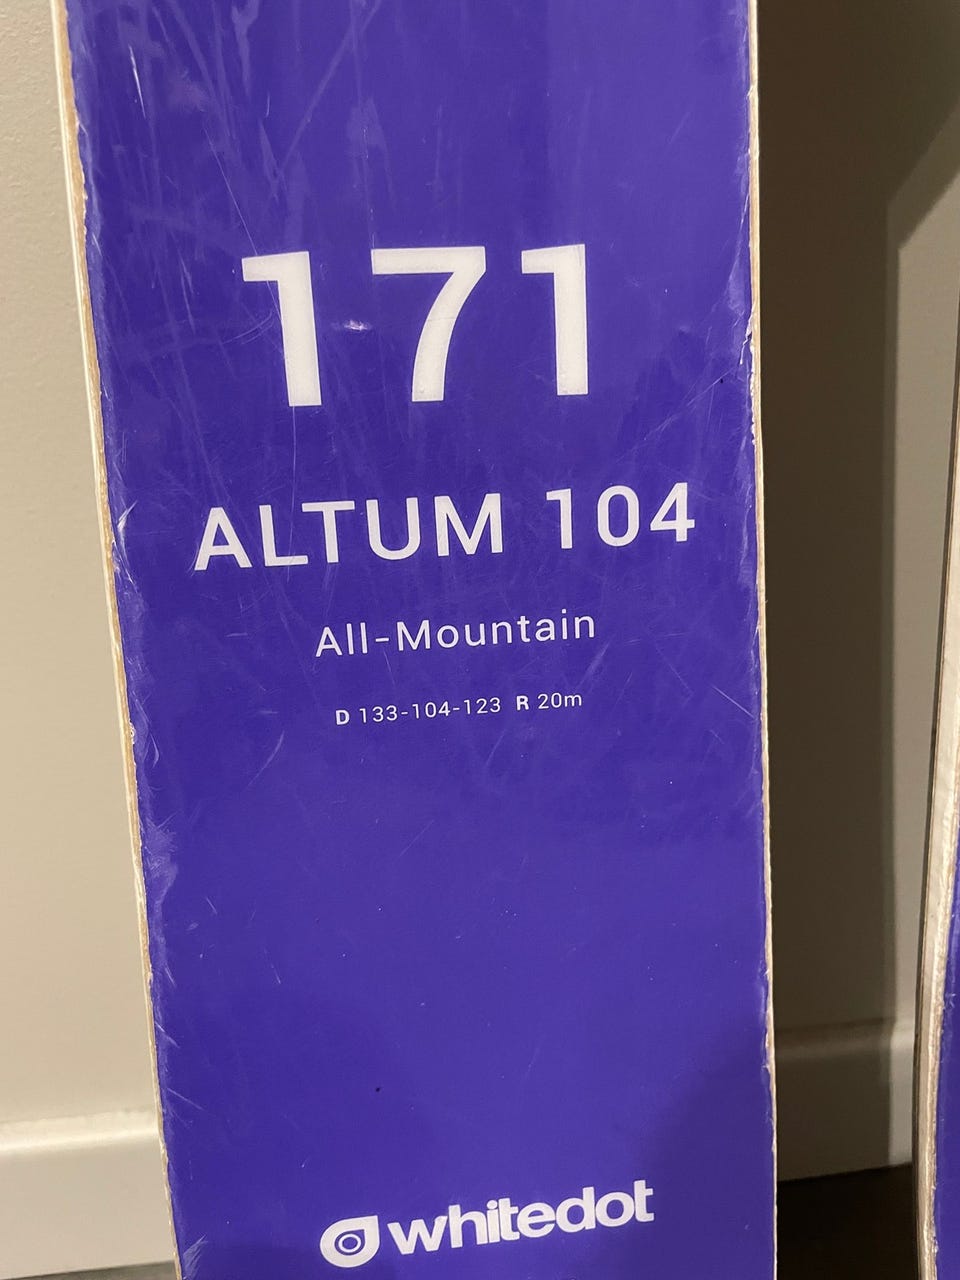 171
ALTUM 104
All-Mountain
D 133-104-123 R 20m
whitedot